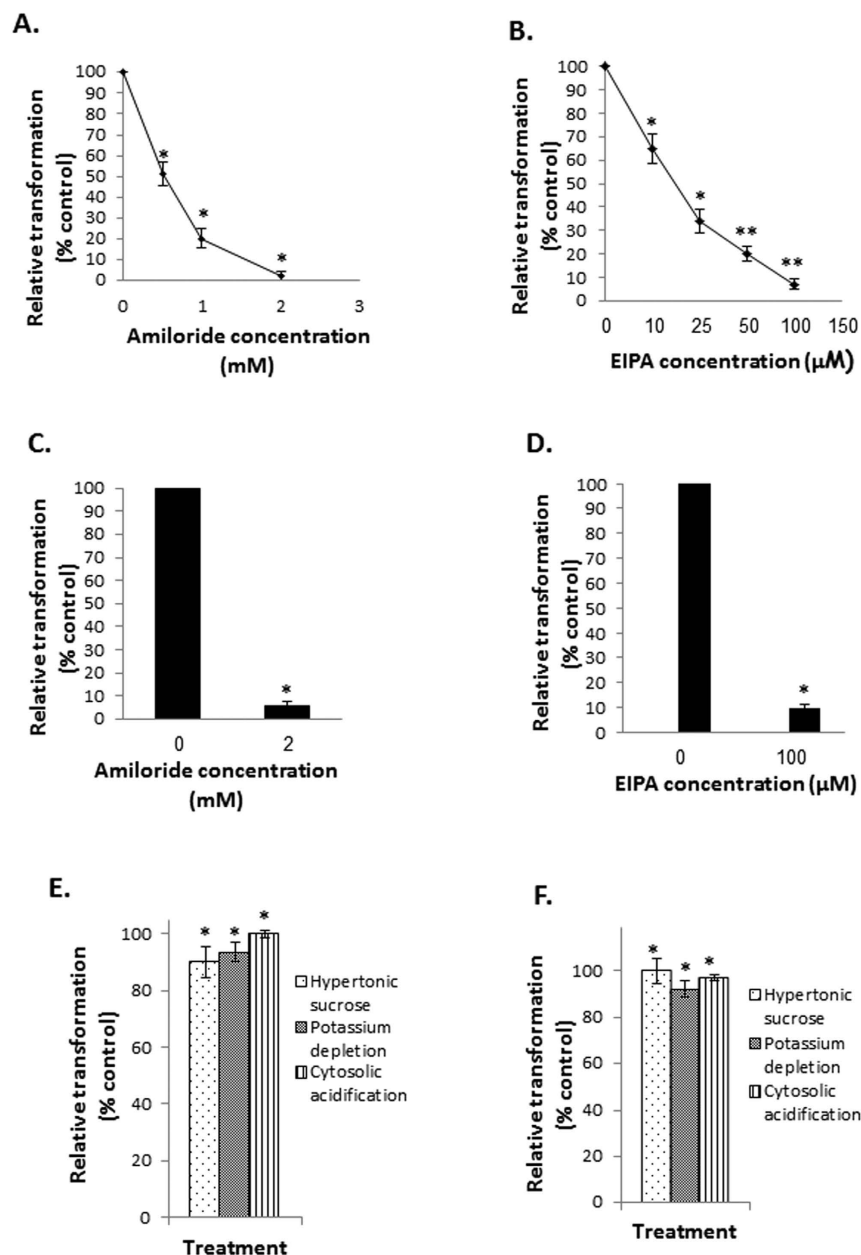 A.
Relative transformation
(% control)
100
90
80
70
60
50
40
30
20
10
0
*
*
*
0 1 2 3
Amiloride concentration
(mM)
B.
Relative transformation
(% control)
100
90
80
70
60
50
40
30
20
10
0
*
*
**
**
0 10 25 50 100 150
EIPA concentration (µM)
C.
Relative transformation
(% control)
100
90
80
70
60
50
40
30
20
10
0
*
0 2
Amiloride concentration
(mM)
D.
Relative transformation
(% control)
100
90
80
70
60
50
40
30
20
10
0
*
0 100
EIPA concentration (µM)
E.
Relative transformation
(% control)
100
80
60
40
20
0
* * *
Hypertonic
sucrose
Potassium
depletion
Cytosolic
acidification
Treatment
F.
Relative transformation
(% control)
100
80
60
40
20
0
* * *
Hypertonic
sucrose
Potassium
depletion
Cytosolic
acidification
Treatment